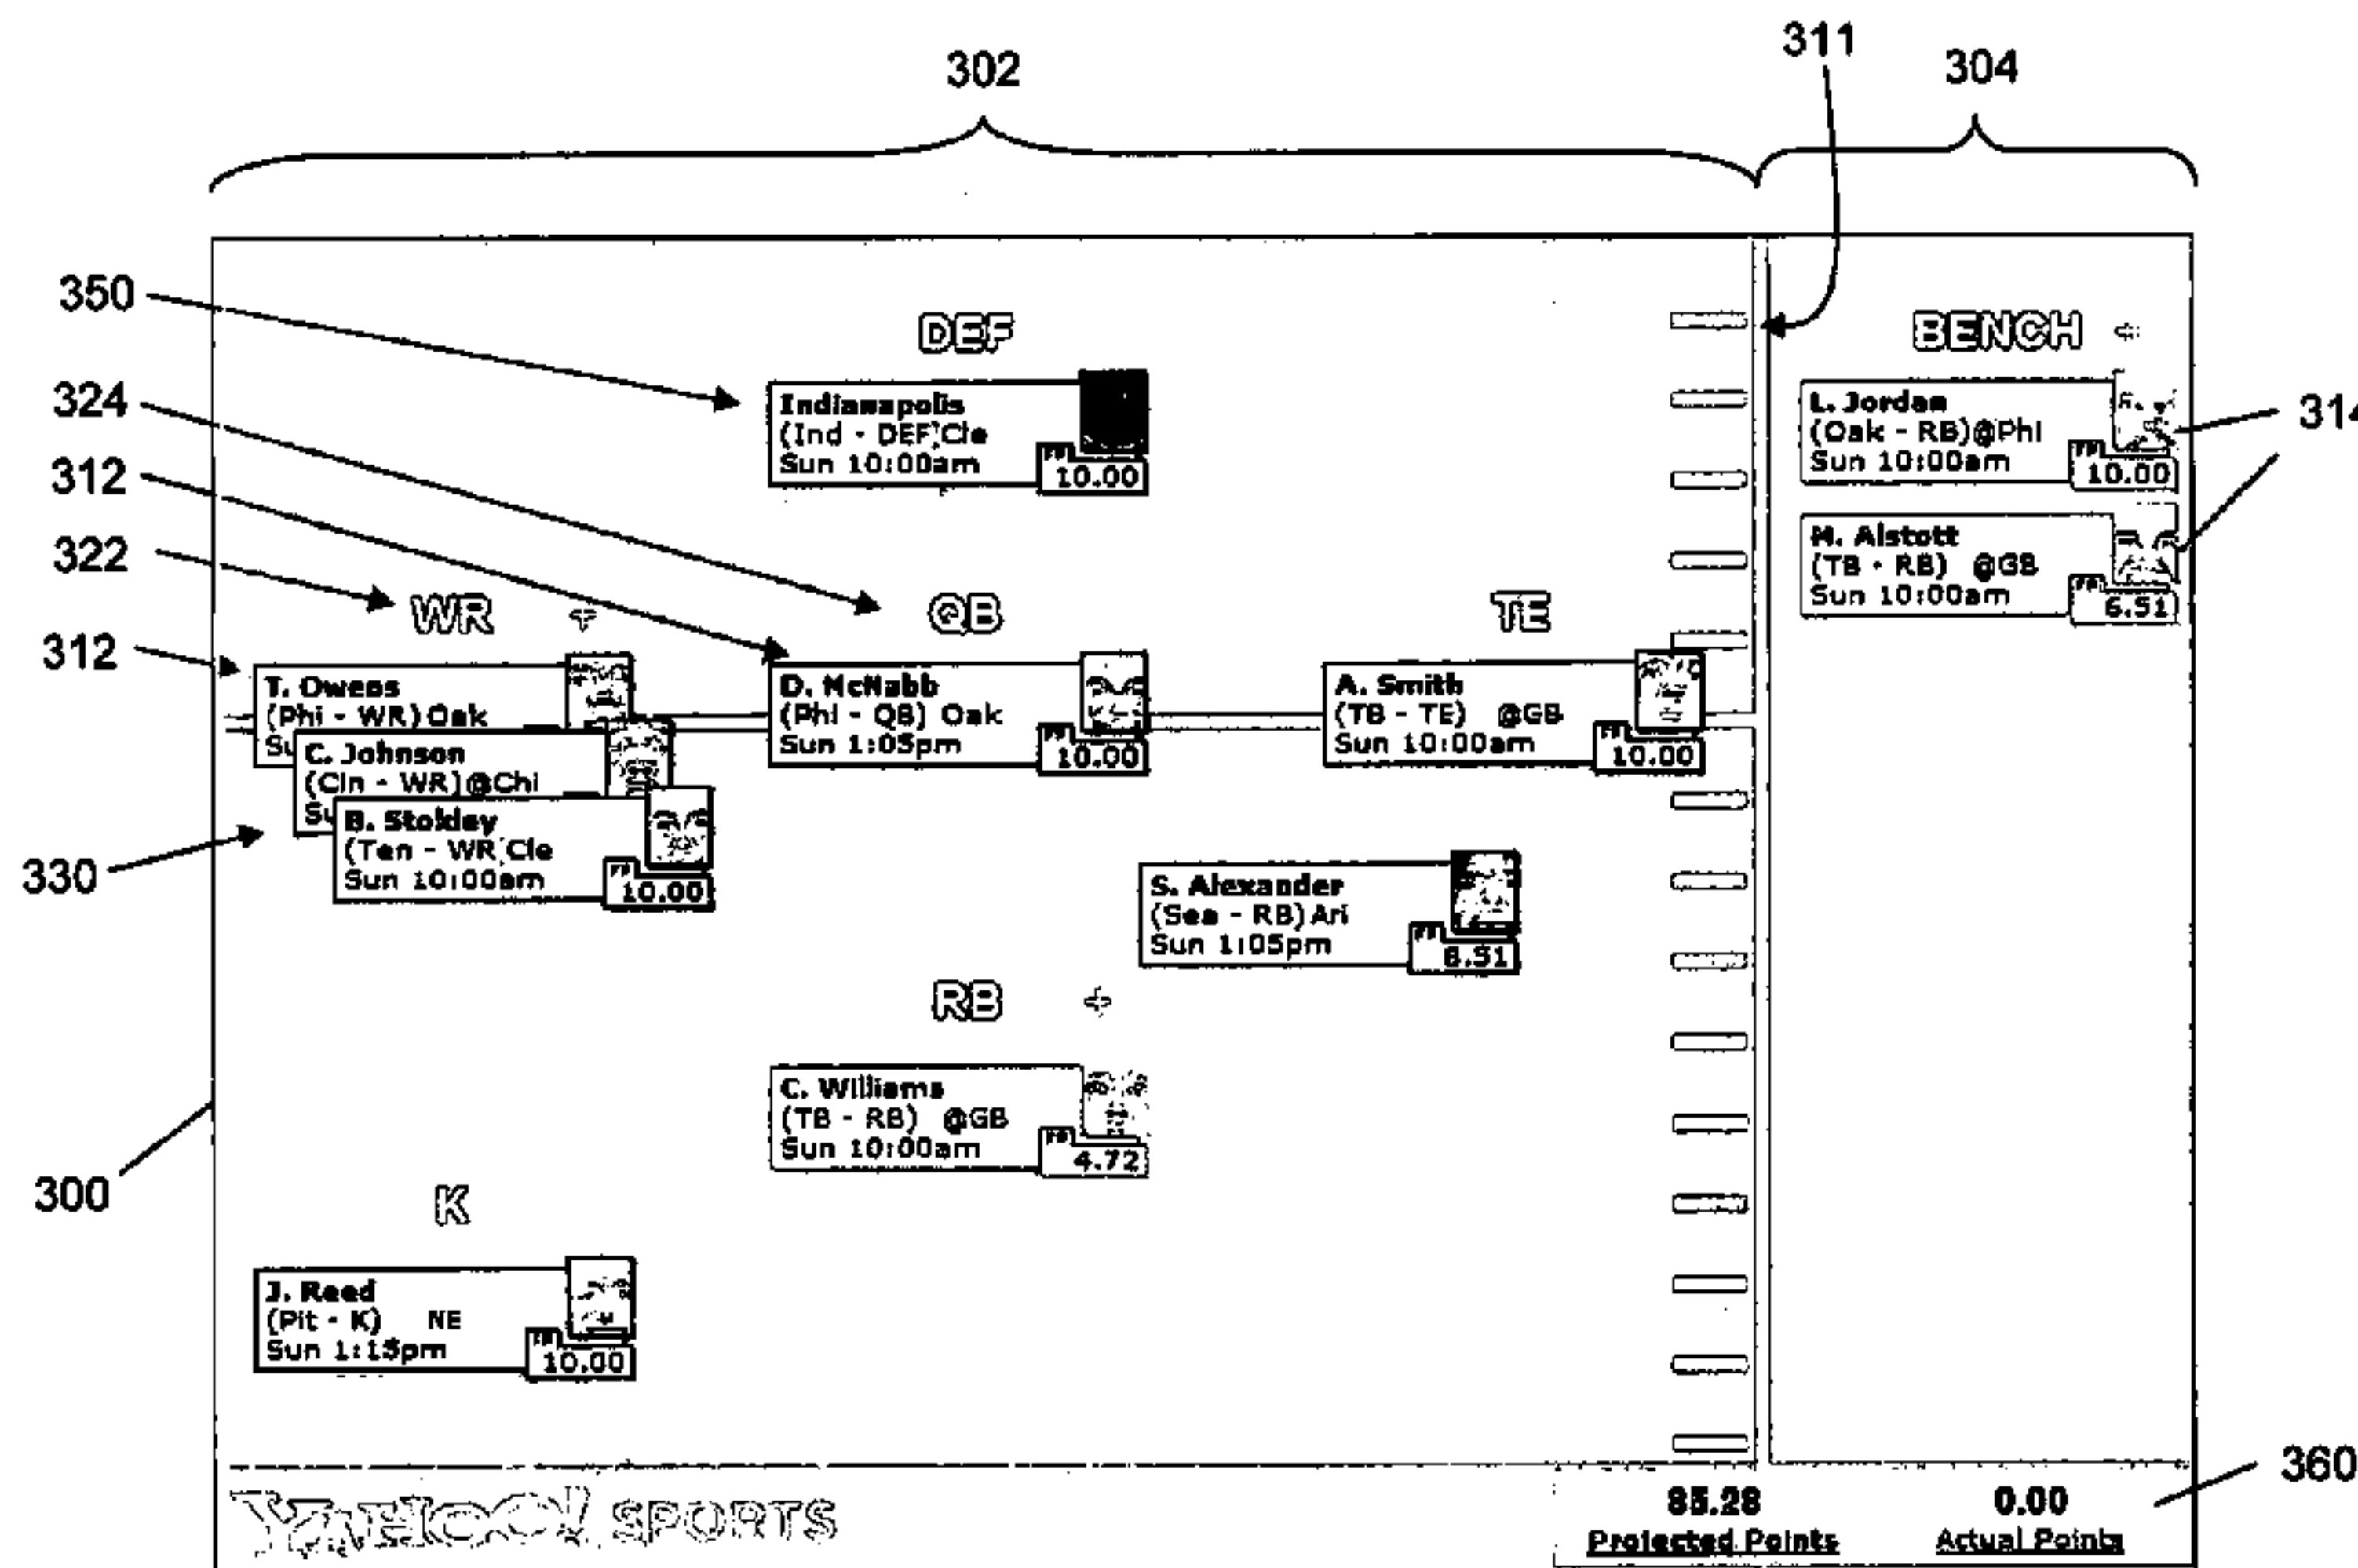 302
311
304
350
DEF
BENCH +
324
Indianapolis
(Ind - DEF)Cle
Sun 10:00am
10.00
L. Jordan
(Oak - RB)@Phi
Sun 10:00am
10.00
314
312
M. Alstott
(TB - RB) @GB
Sun 10:00am
6.51
322
WR +
QB
TE
312
T. Owens
(Phi - WR) Oak
D. McNabb
(Phi - QB) Oak
Sun 1:05pm
10.00
A. Smith
(TB - TE) @GB
Sun 10:00am
10.00
C. Johnson
(Cin - WR)@Chi
B. Stokley
(Ten - WR Cle
Sun 10:00am
10.00
330
S. Alexander
(Sea - RB) Ari
Sun 1:05pm
RB +
C. Williams
(TB - RB) @GB
Sun 10:00am
4.72
300
K
J. Reed
(Pit - K) NE
Sun 1:15pm
10.00
360
YAHOO! SPORTS
85.28
Projected Points
0.00
Actual Points